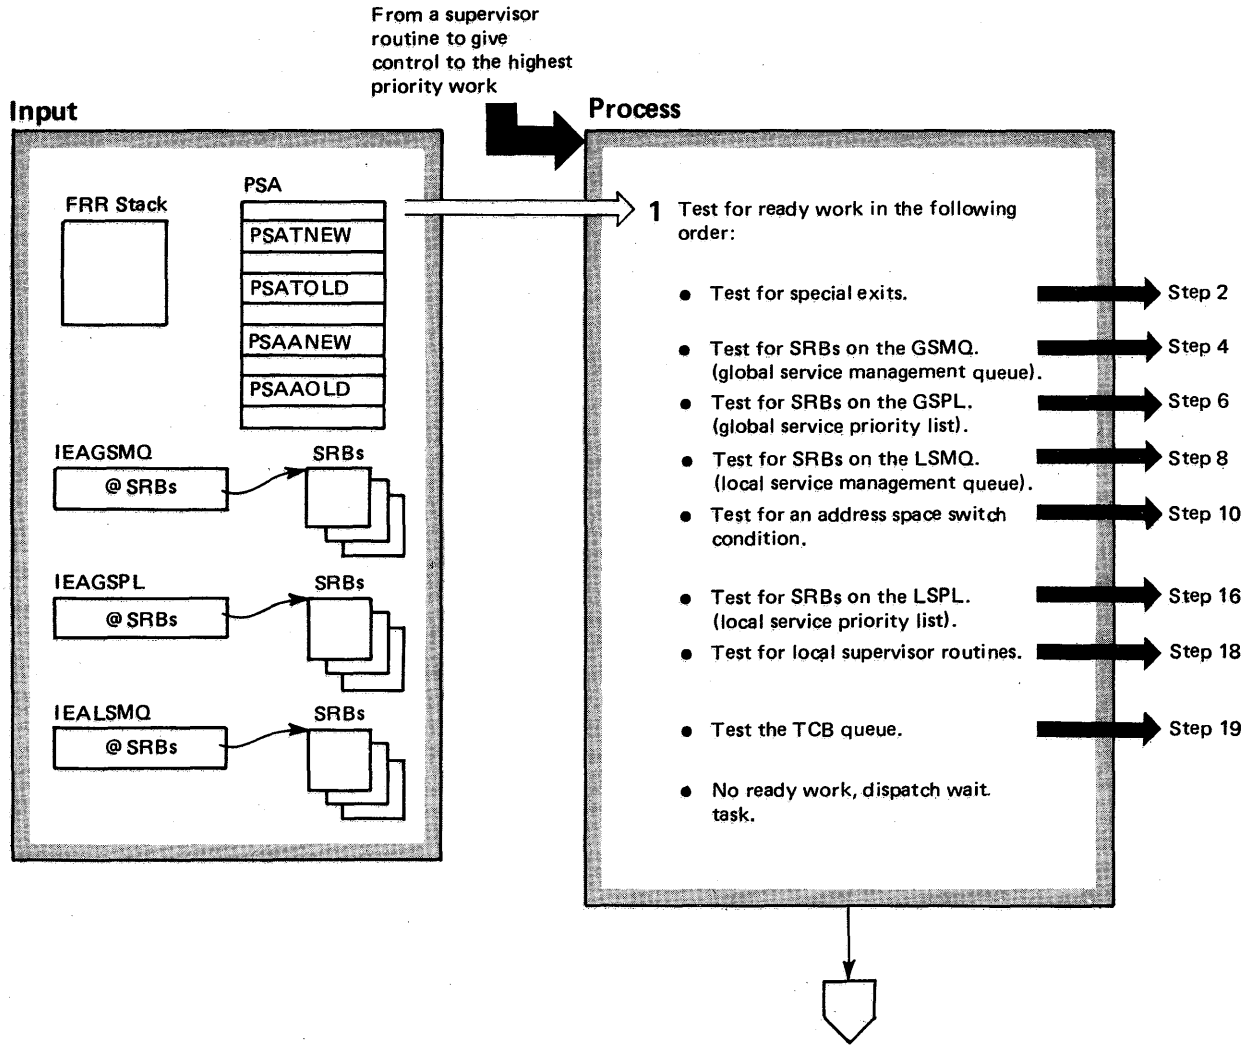 From a supervisor
routine to give
control to the highest
priority work
Input
FRR Stack
PSA
PSATNEW
PSATOLD
PSAANEW
PSAAOLD
IEAGSMQ
@ SRBs
SRBs
IEAGSPL
@ SRBs
SRBs
IEALSMQ
@ SRBs
SRBs
Process
1 Test for ready work in the following
order:
• Test for special exits.
Step 2
• Test for SRBs on the GSMQ.
(global service management queue).
Step 4
• Test for SRBs on the GSPL.
(global service priority list).
Step 6
• Test for SRBs on the LSMQ.
(local service management queue).
Step 8
• Test for an address space switch
condition.
Step 10
• Test for SRBs on the LSPL.
(local service priority list).
Step 16
• Test for local supervisor routines.
Step 18
• Test the TCB queue.
Step 19
• No ready work, dispatch wait
task.